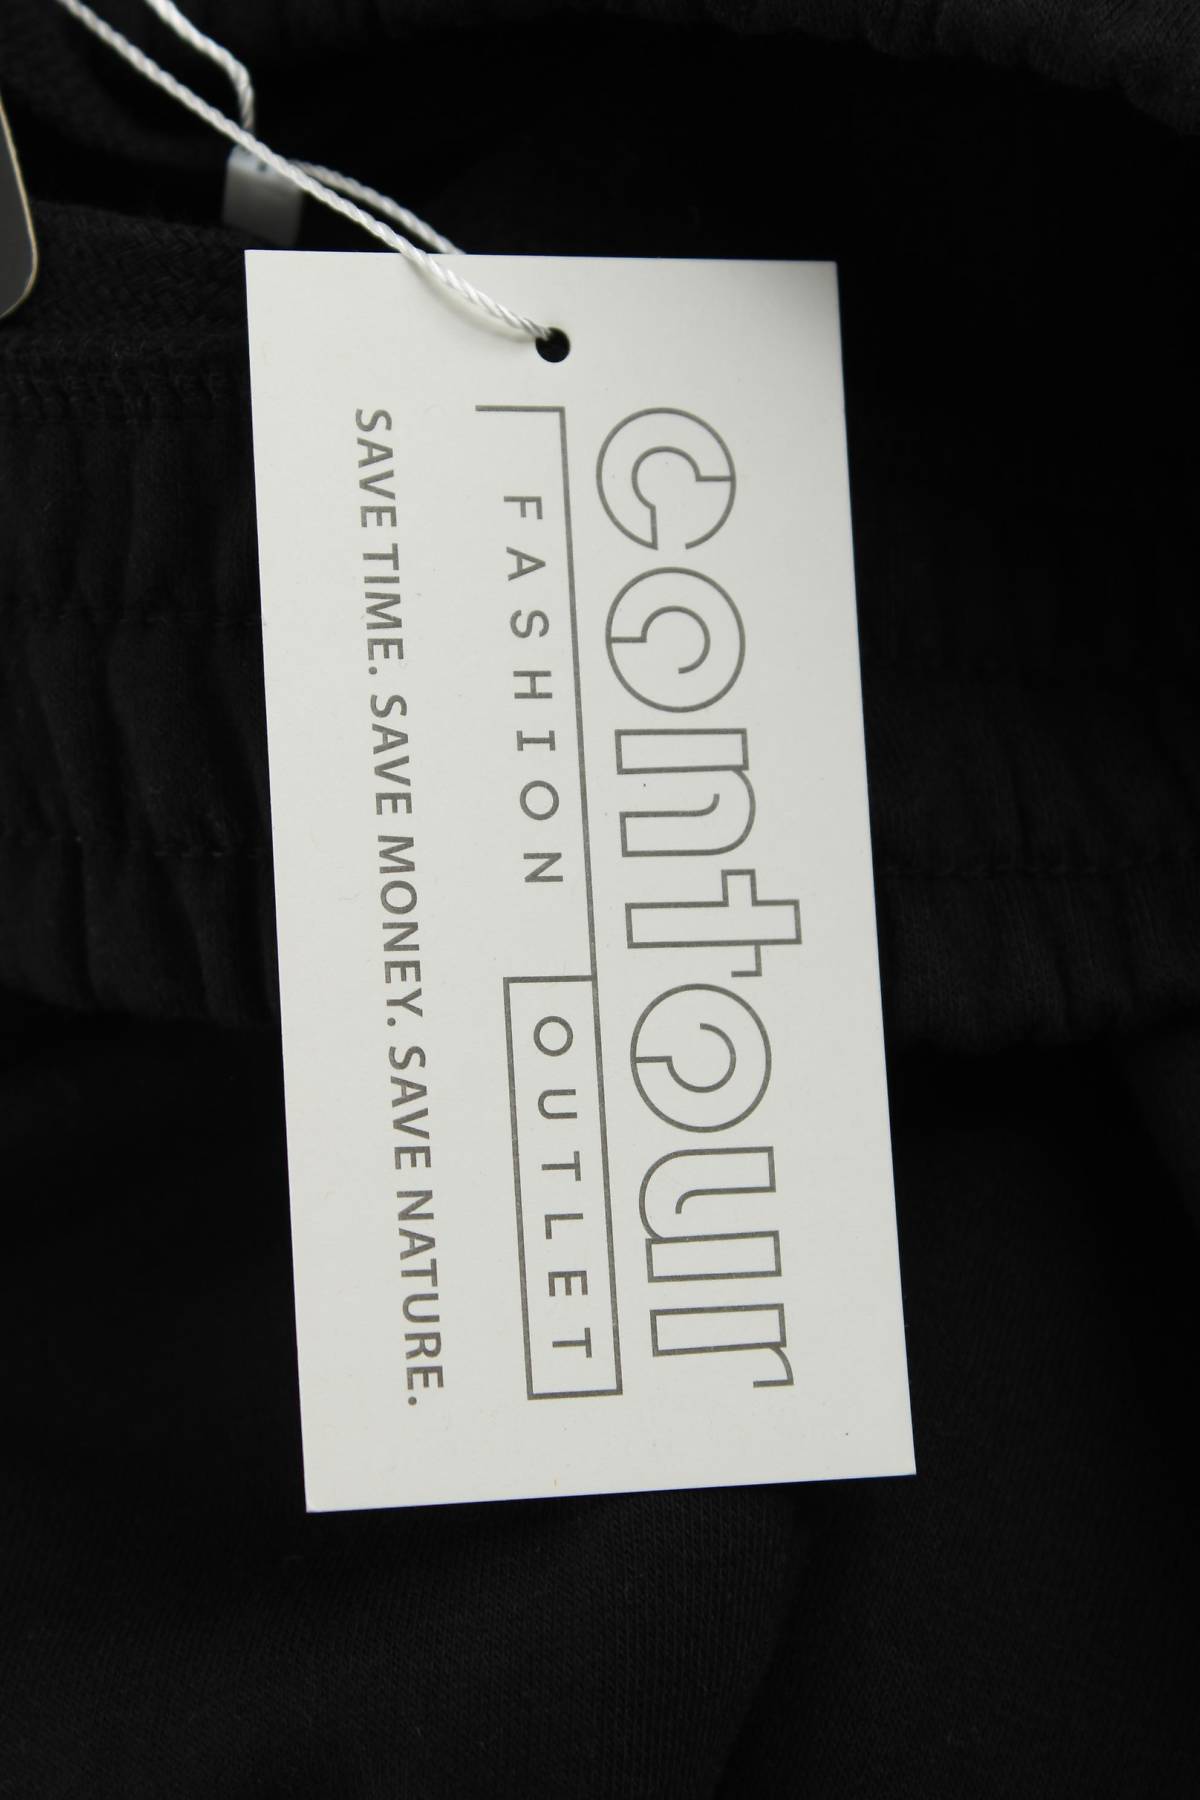 contour
FASHION OUTLET
SAVE TIME. SAVE MONEY. SAVE NATURE.